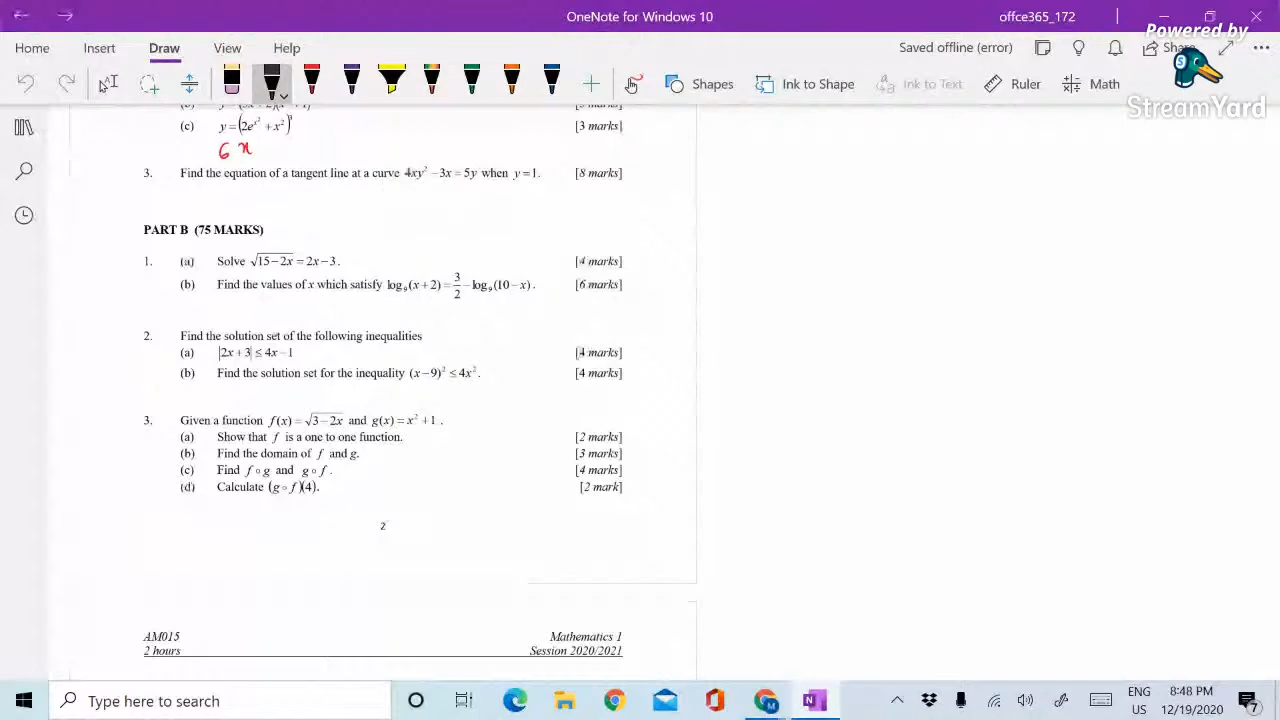 OneNote for Windows 10
offce365_172
Powered by
Home Insert Draw View Help
Saved offline (error) Share
Shapes Ink to Shape Ink to Text Ruler Math
StreamYard
(c) y = (2e^{x^2} + x^2)^3 [3 marks]
6 x
3. Find the equation of a tangent line at a curve 4xy^2 − 3x = 5y when y = 1. [8 marks]
PART B (75 MARKS)
1. (a) Solve √(15 − 2x) = 2x − 3. [4 marks]
(b) Find the values of x which satisfy log_9(x + 2) = 3/2 − log_9(10 − x). [6 marks]
2. Find the solution set of the following inequalities
(a) |2x + 3| ≤ 4x − 1 [4 marks]
(b) Find the solution set for the inequality (x − 9)^2 ≤ 4x^2. [4 marks]
3. Given a function f(x) = √(3 − 2x) and g(x) = x^2 + 1.
(a) Show that f is a one to one function. [2 marks]
(b) Find the domain of f and g. [3 marks]
(c) Find f ∘ g and g ∘ f. [4 marks]
(d) Calculate (g ∘ f)(4). [2 mark]
2
AM015 Mathematics 1
2 hours Session 2020/2021
Type here to search
ENG 8:48 PM
US 12/19/2020
7